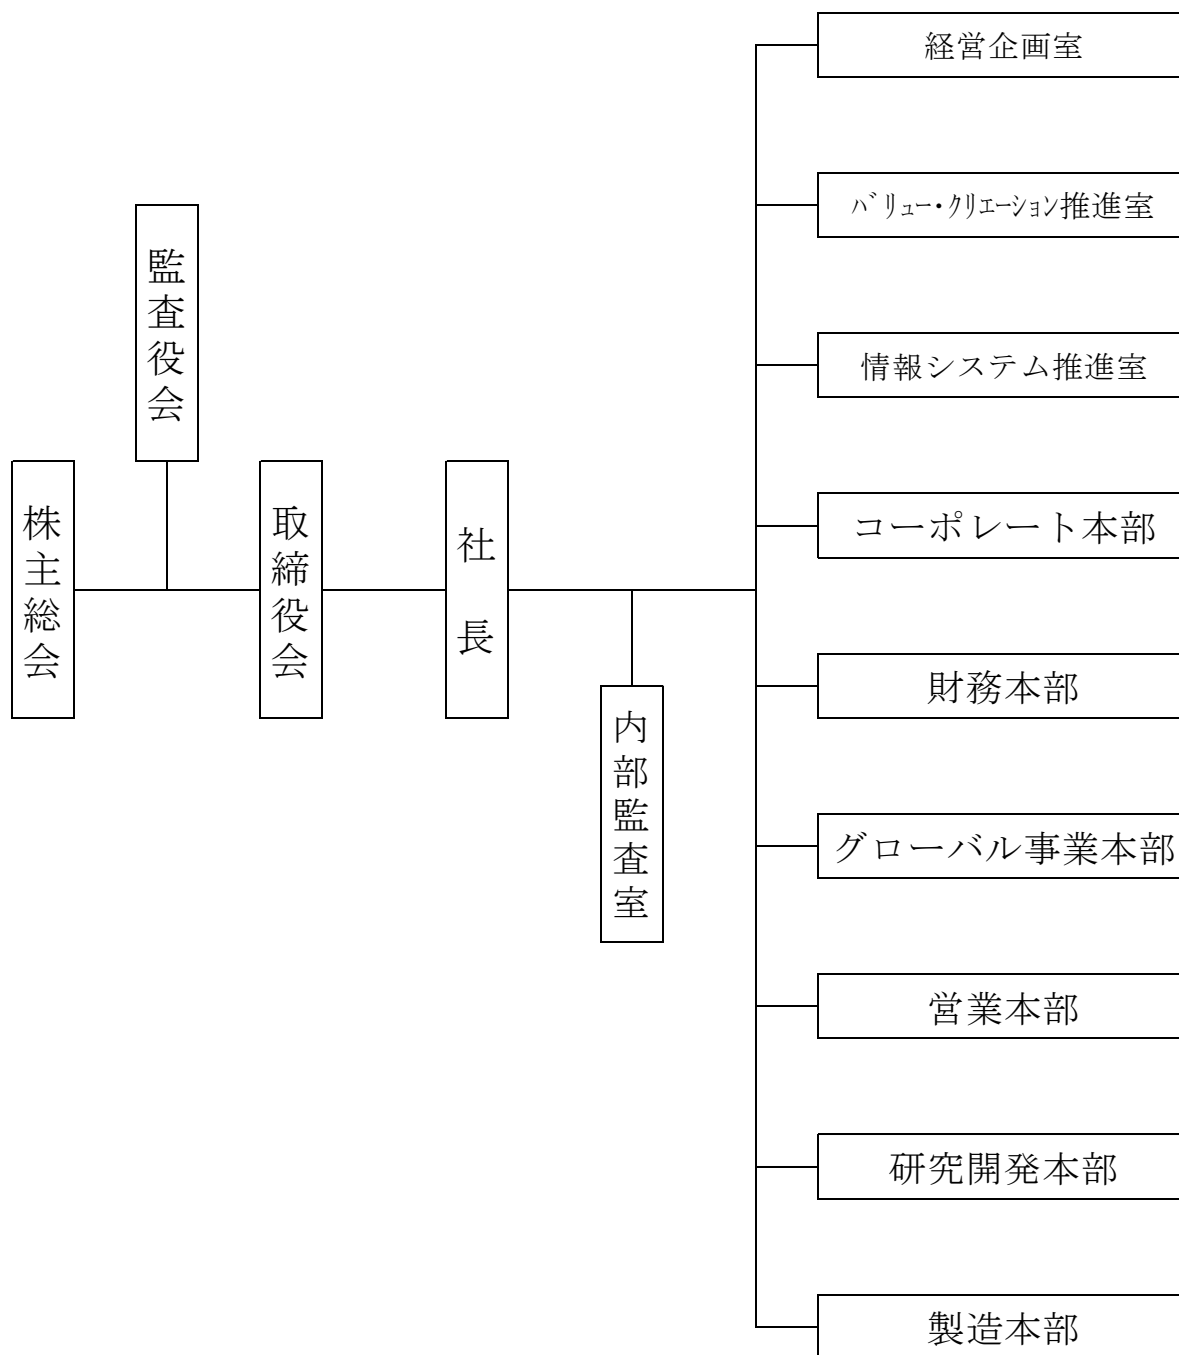 株主総会
監査役会
取締役会
社長
内部監査室
経営企画室
ﾊﾞﾘｭｰ・ｸﾘｴｰｼｮﾝ推進室
情報システム推進室
コーポレート本部
財務本部
グローバル事業本部
営業本部
研究開発本部
製造本部